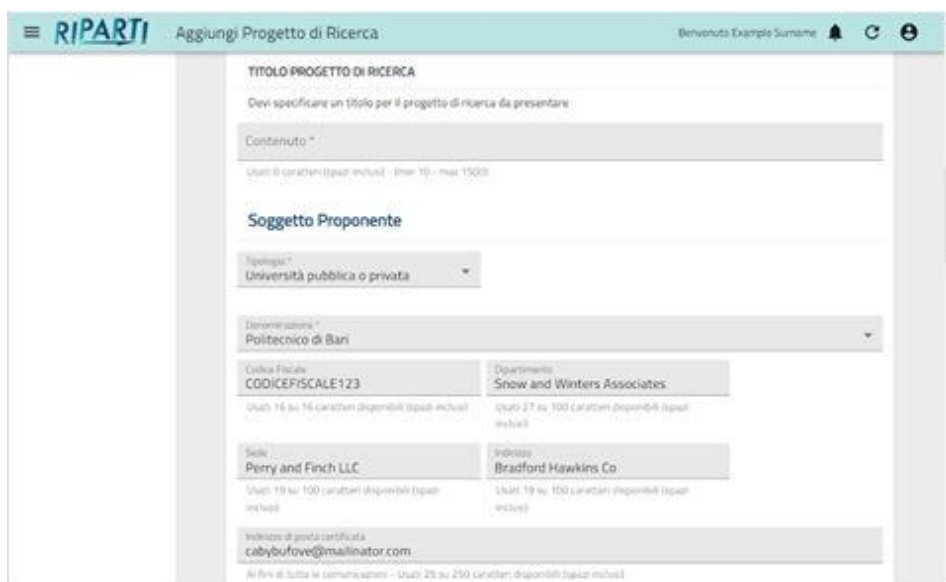 RIPARTI
Aggiungi Progetto di Ricerca
Benvenuto Example Surname
TITOLO PROGETTO DI RICERCA
Devi specificare un titolo per il progetto di ricerca da presentare
Contenuto *
Usati 0 caratteri (spazi inclusi) - (min 10 - max 1500)
Soggetto Proponente
Tipologia *
Università pubblica o privata
Denominazione *
Politecnico di Bari
Codice Fiscale
CODICEFISCALE123
Usati 16 su 16 caratteri disponibili (spazi inclusi)
Dipartimento
Snow and Winters Associates
Usati 27 su 100 caratteri disponibili (spazi
inclusi)
Sede
Perry and Finch LLC
Usati 19 su 100 caratteri disponibili (spazi
inclusi)
Indirizzo
Bradford Hawkins Co
Usati 19 su 100 caratteri disponibili (spazi
inclusi)
Indirizzo di posta certificata
cabybufove@mailinator.com
Ai fini di tutte le comunicazioni - Usati 25 su 250 caratteri disponibili (spazi inclusi)